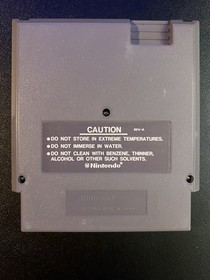 CAUTION REV-A
● DO NOT STORE IN EXTREME TEMPERATURES.
● DO NOT IMMERSE IN WATER.
● DO NOT CLEAN WITH BENZENE, THINNER,
ALCOHOL OR OTHER SUCH SOLVENTS.
Nintendo®